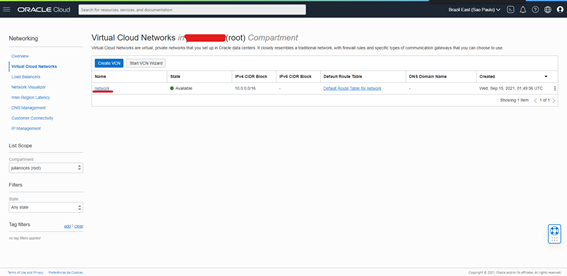 ORACLE Cloud
Search for resources, services, and documentation
Brazil East (Sao Paulo)
Networking
Overview
Virtual Cloud Networks
Load Balancers
Network Visualizer
Inter-Region Latency
DNS Management
Customer Connectivity
IP Management
List Scope
Compartment
(root)
Filters
State
Any state
Tag filters add | clear
no tag filters applied
Virtual Cloud Networks in (root) Compartment
Virtual Cloud Networks are virtual, private networks that you set up in Oracle data centers. It closely resembles a traditional network, with firewall rules and specific types of communication gateways that you can choose to use.
Create VCN Start VCN Wizard
Name State IPv4 CIDR Block IPv6 CIDR Block Default Route Table DNS Domain Name Created
network Available 10.0.0.0/16 - Default Route Table for network - Wed, Sep 15, 2021, 01:49:56 UTC
Showing 1 Item < 1 of 1 >
Terms of Use and Privacy Cookie Preferences
Copyright © 2021, Oracle and/or its affiliates. All rights reserved.